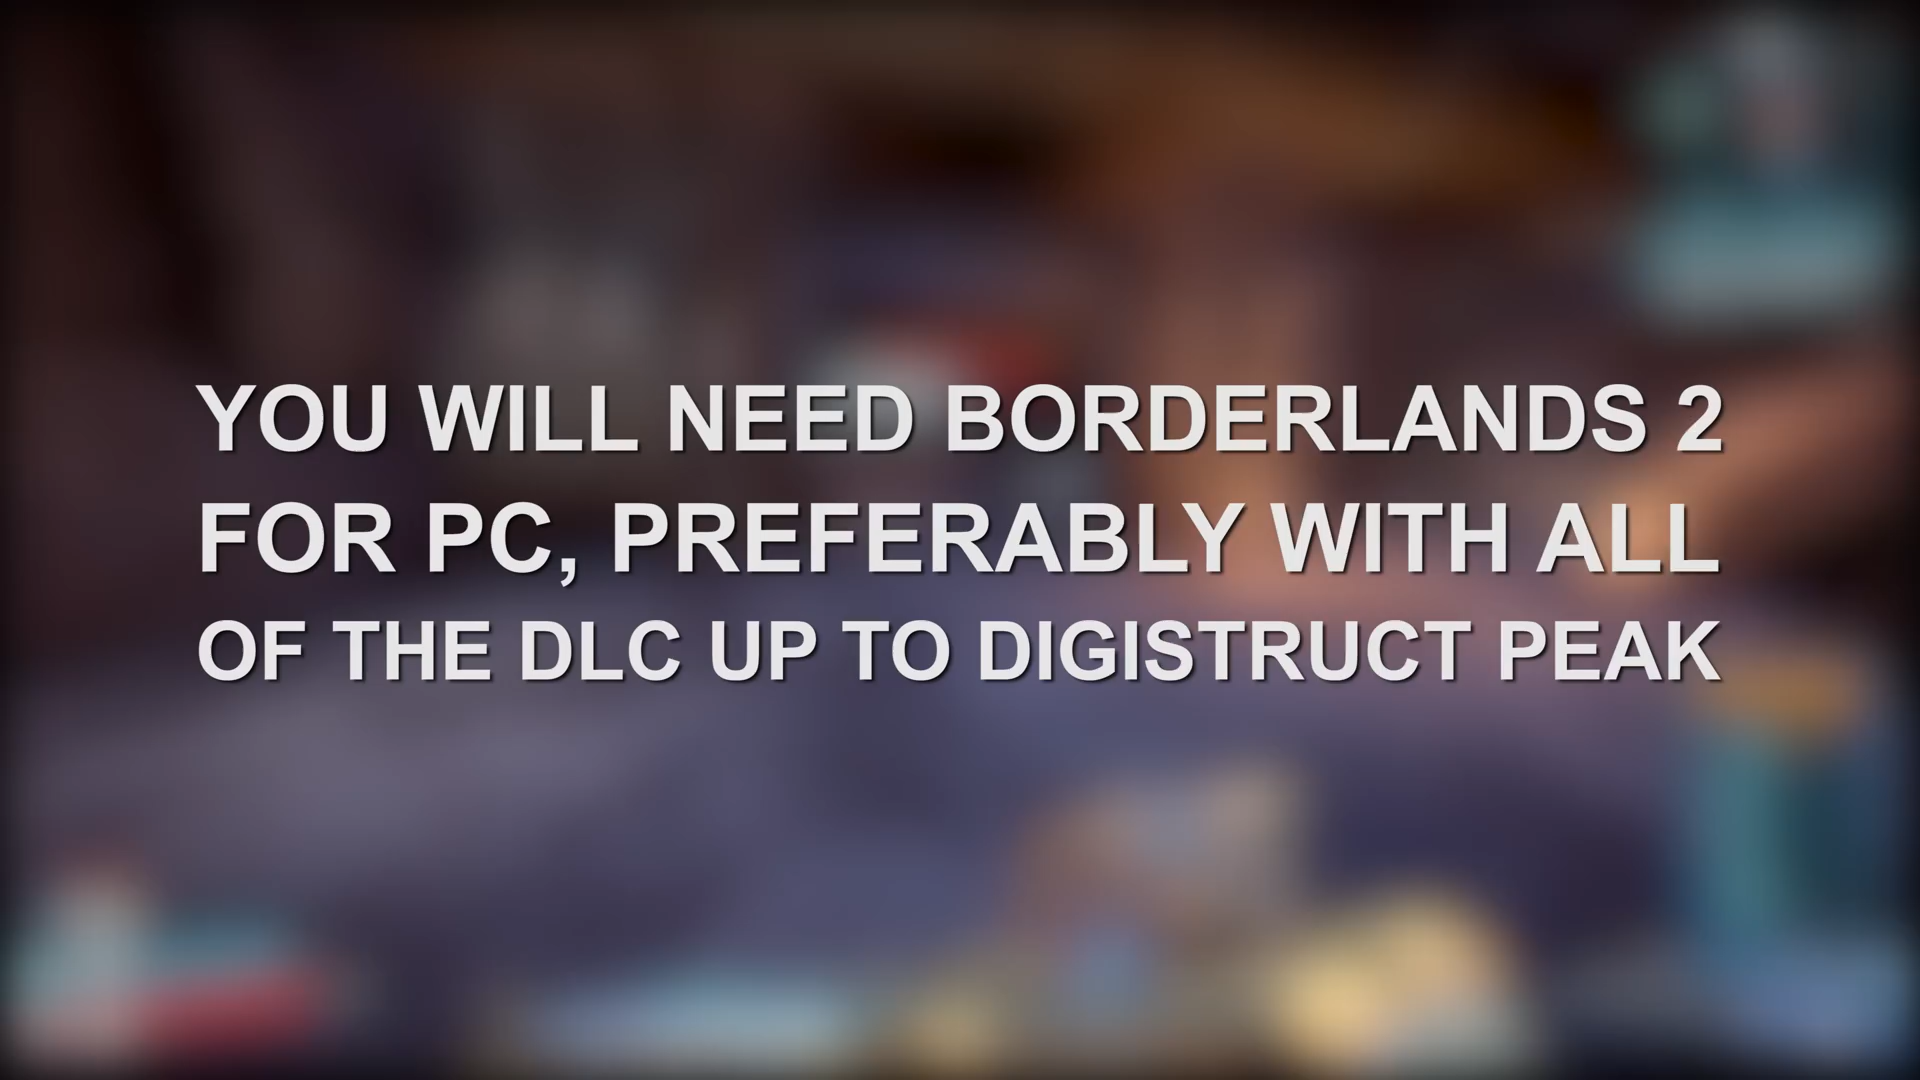 YOU WILL NEED BORDERLANDS 2
FOR PC, PREFERABLY WITH ALL
OF THE DLC UP TO DIGISTRUCT PEAK